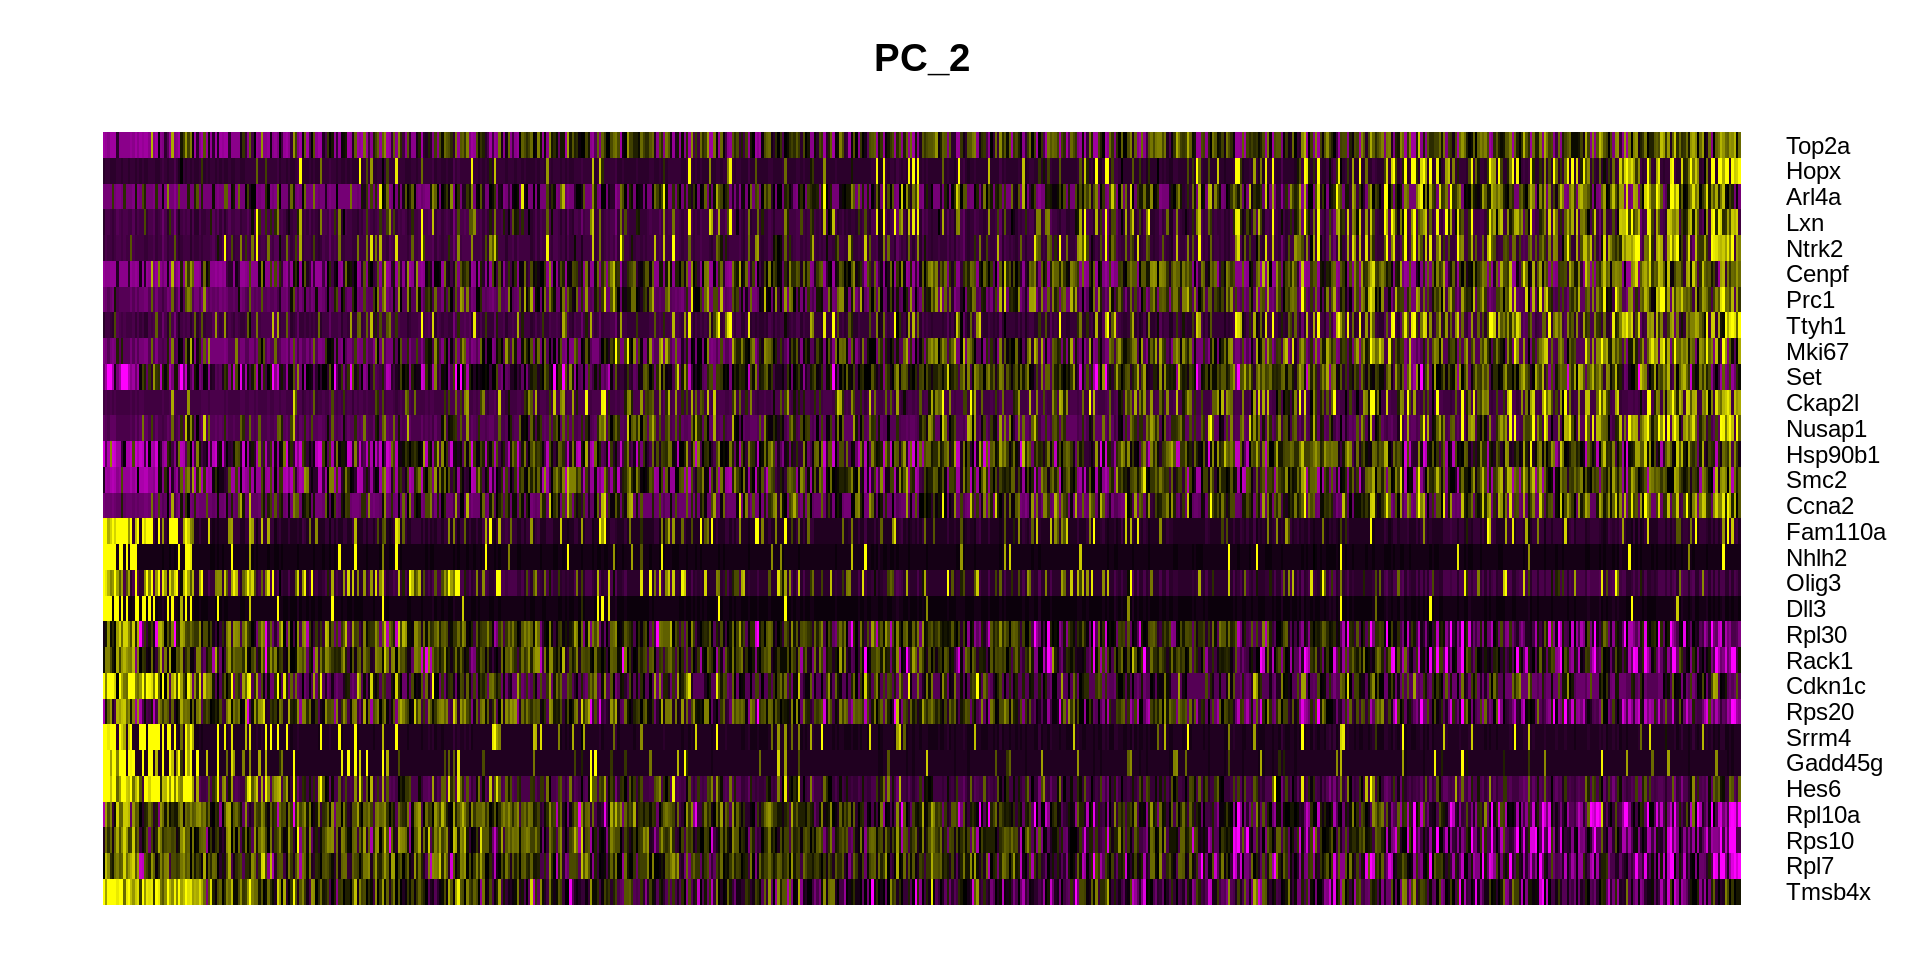 PC_2
Top2a
Hopx
Arl4a
Lxn
Ntrk2
Cenpf
Prc1
Ttyh1
Mki67
Set
Ckap2l
Nusap1
Hsp90b1
Smc2
Ccna2
Fam110a
Nhlh2
Olig3
Dll3
Rpl30
Rack1
Cdkn1c
Rps20
Srrm4
Gadd45g
Hes6
Rpl10a
Rps10
Rpl7
Tmsb4x